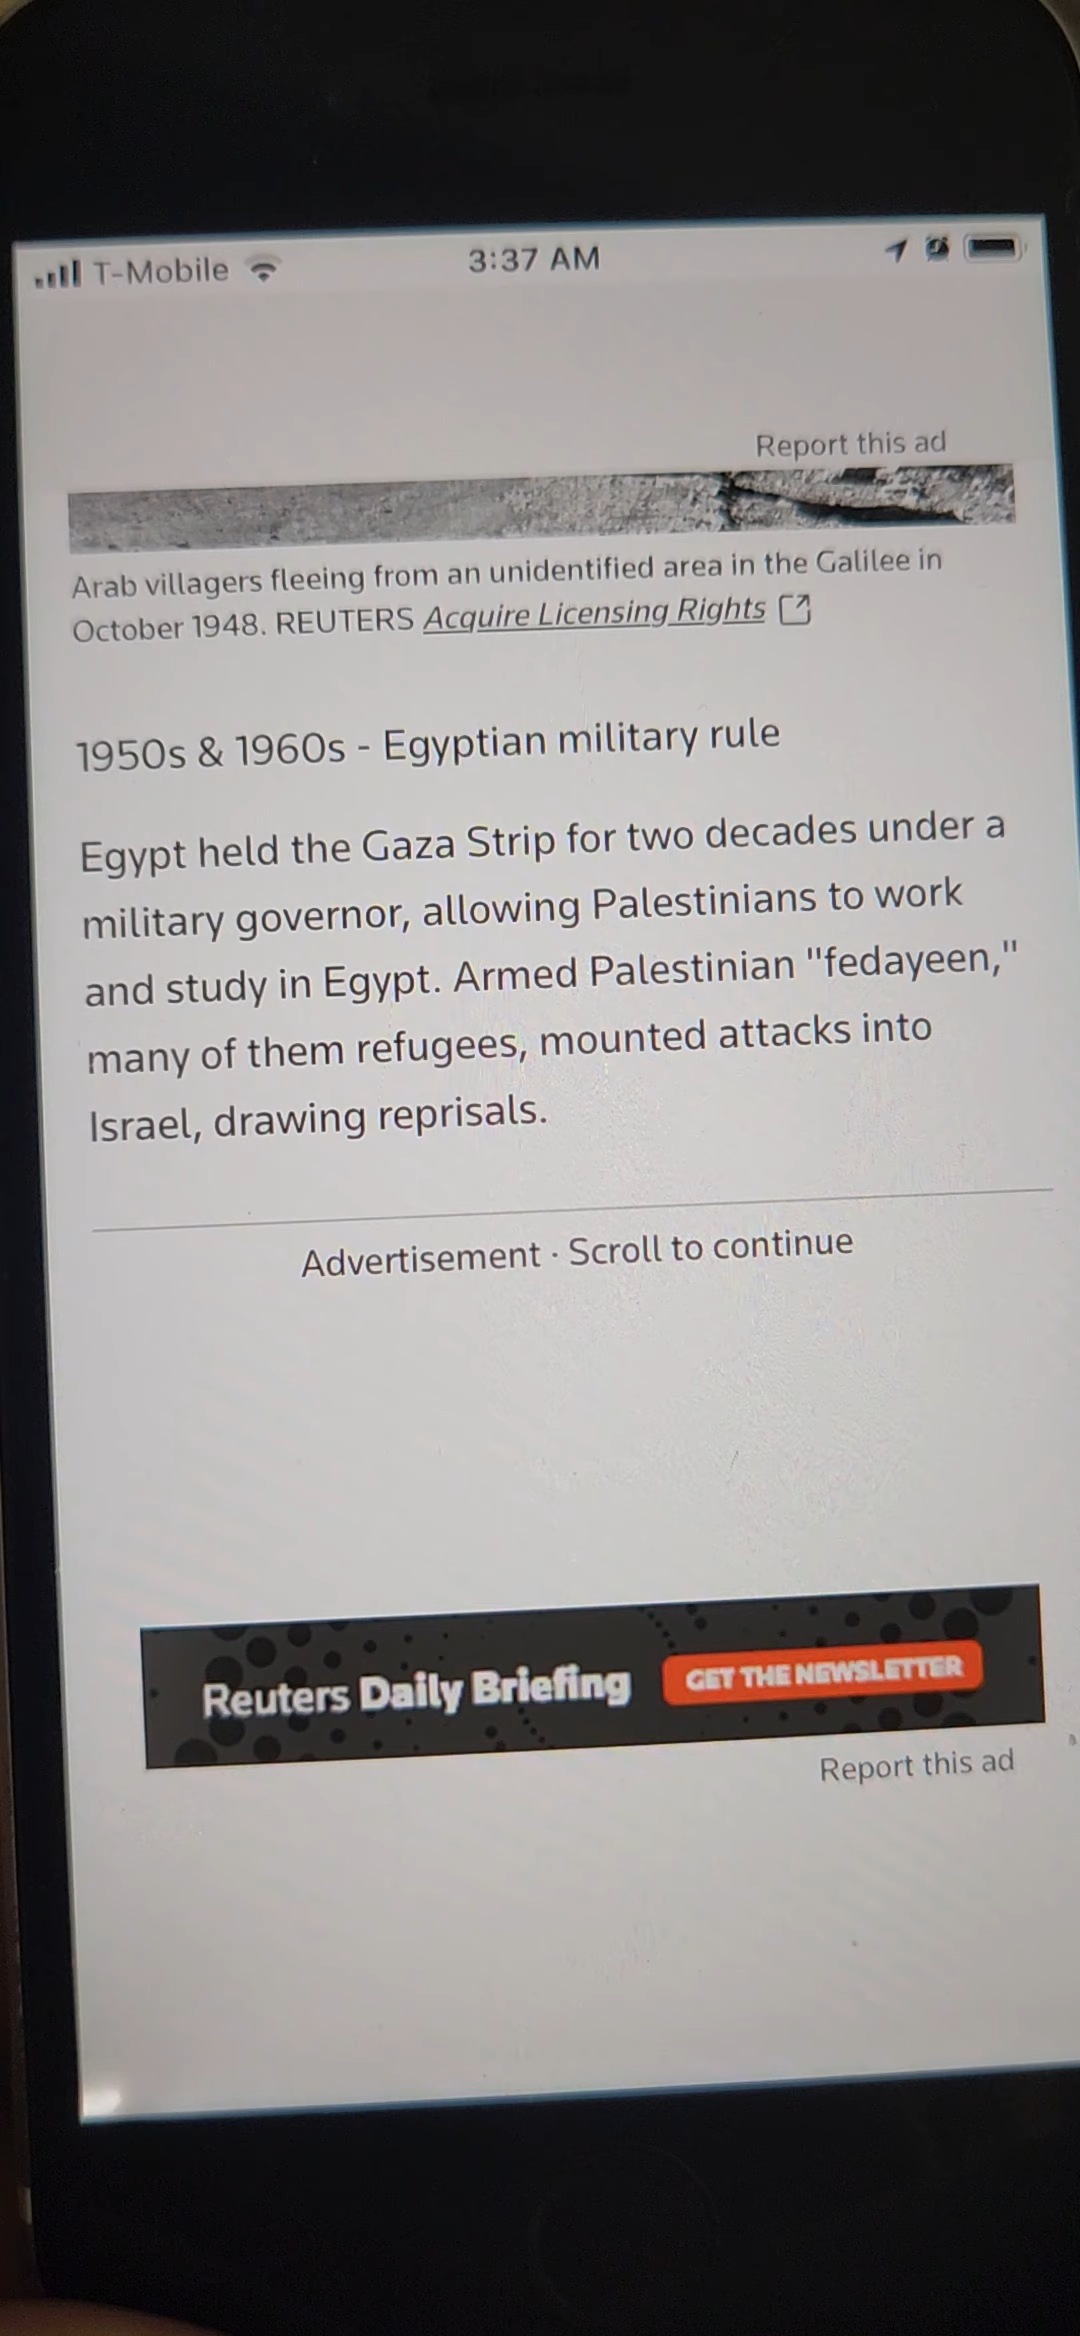 T-Mobile 3:37 AM
Report this ad
Arab villagers fleeing from an unidentified area in the Galilee in
October 1948. REUTERS Acquire Licensing Rights
1950s & 1960s - Egyptian military rule
Egypt held the Gaza Strip for two decades under a
military governor, allowing Palestinians to work
and study in Egypt. Armed Palestinian "fedayeen,"
many of them refugees, mounted attacks into
Israel, drawing reprisals.
Advertisement · Scroll to continue
Reuters Daily Briefing GET THE NEWSLETTER
Report this ad